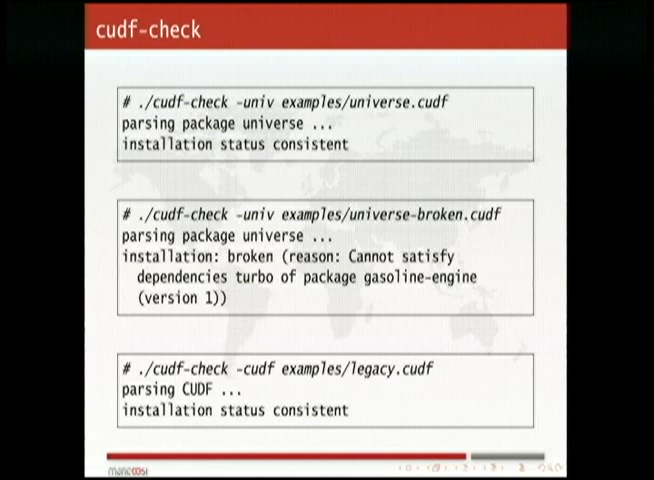 cudf-check
# ./cudf-check -univ examples/universe.cudf
parsing package universe ...
installation status consistent
# ./cudf-check -univ examples/universe-broken.cudf
parsing package universe ...
installation: broken (reason: Cannot satisfy
dependencies turbo of package gasoline-engine
(version 1))
# ./cudf-check -cudf examples/legacy.cudf
parsing CUDF ...
installation status consistent
mancoosi